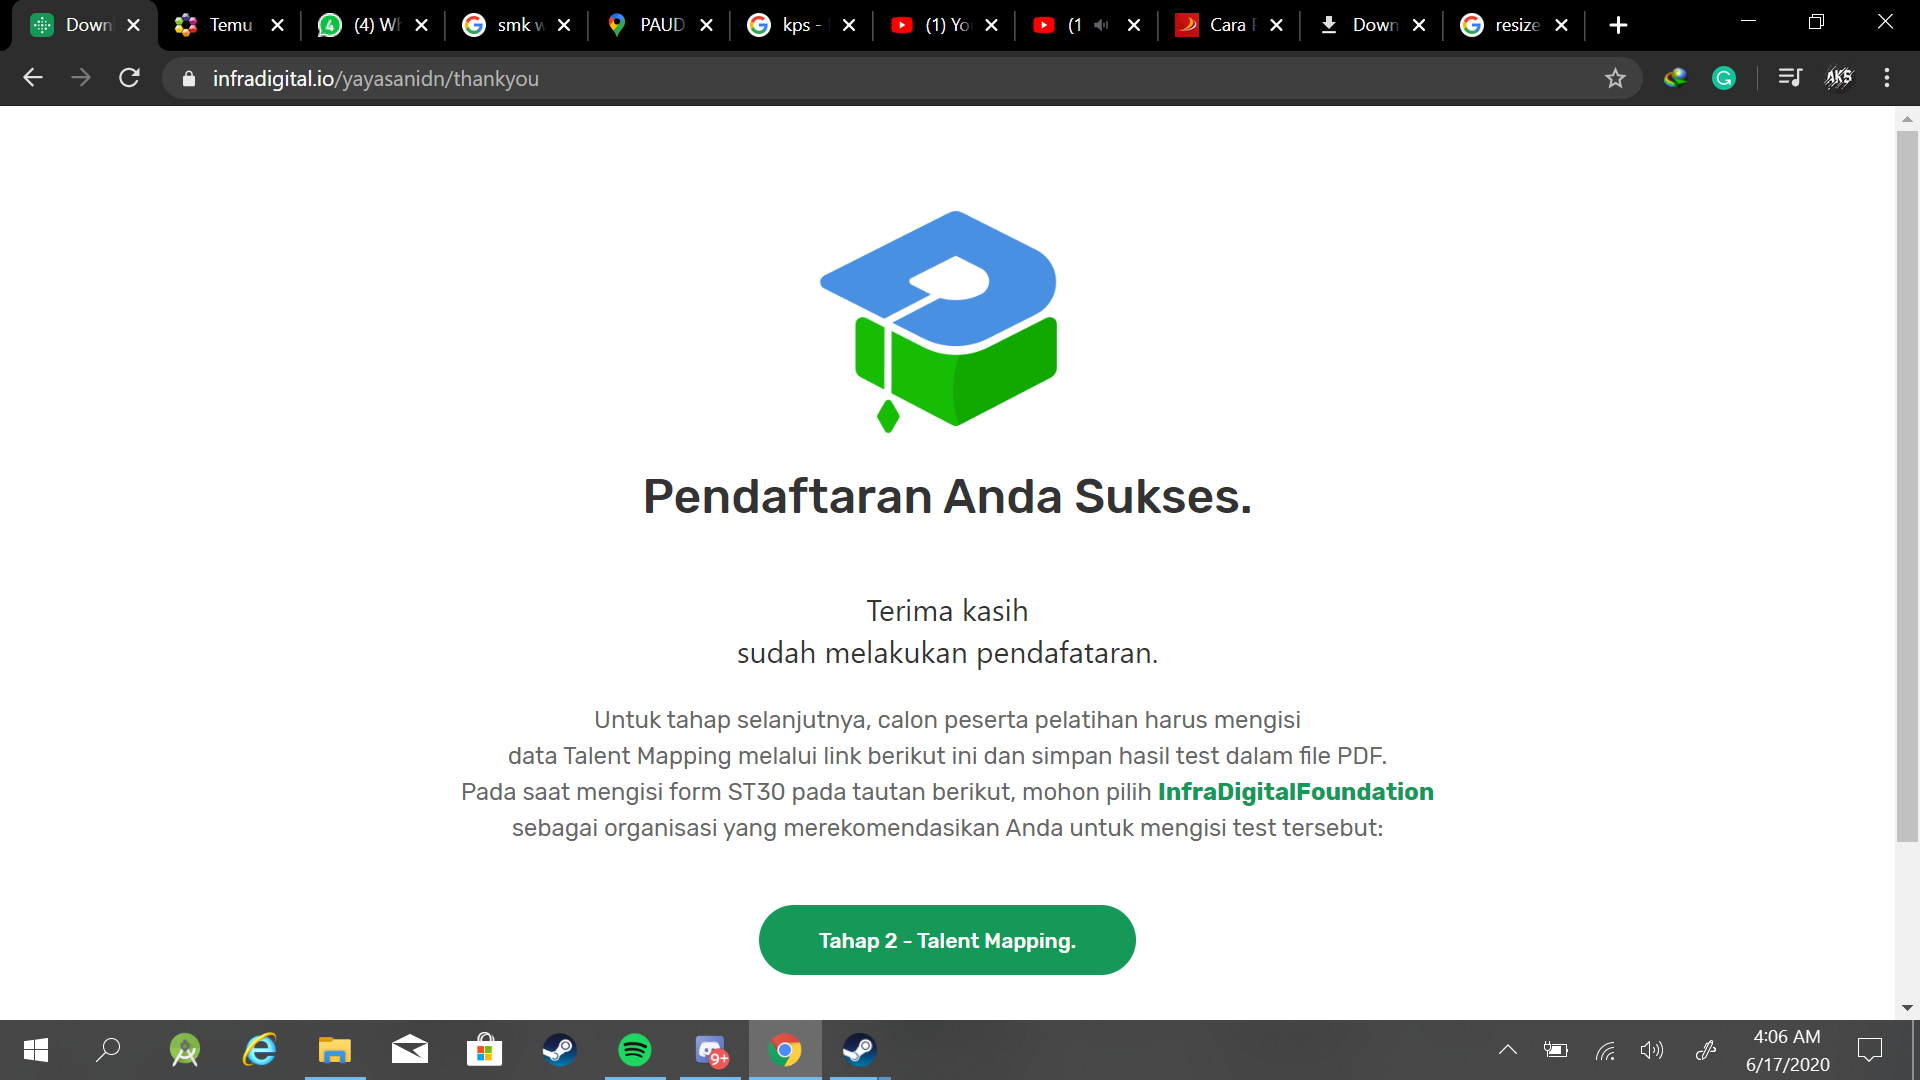 Down
Temu
(4) Wh
smk w
PAUD
kps -
(1) Yo
(1
Cara
Down
resize
infradigital.io/yayasanidn/thankyou
AKS
Pendaftaran Anda Sukses.
Terima kasih
sudah melakukan pendafataran.
Untuk tahap selanjutnya, calon peserta pelatihan harus mengisi
data Talent Mapping melalui link berikut ini dan simpan hasil test dalam file PDF.
Pada saat mengisi form ST30 pada tautan berikut, mohon pilih InfraDigitalFoundation
sebagai organisasi yang merekomendasikan Anda untuk mengisi test tersebut:
Tahap 2 - Talent Mapping.
9+
4:06 AM
6/17/2020